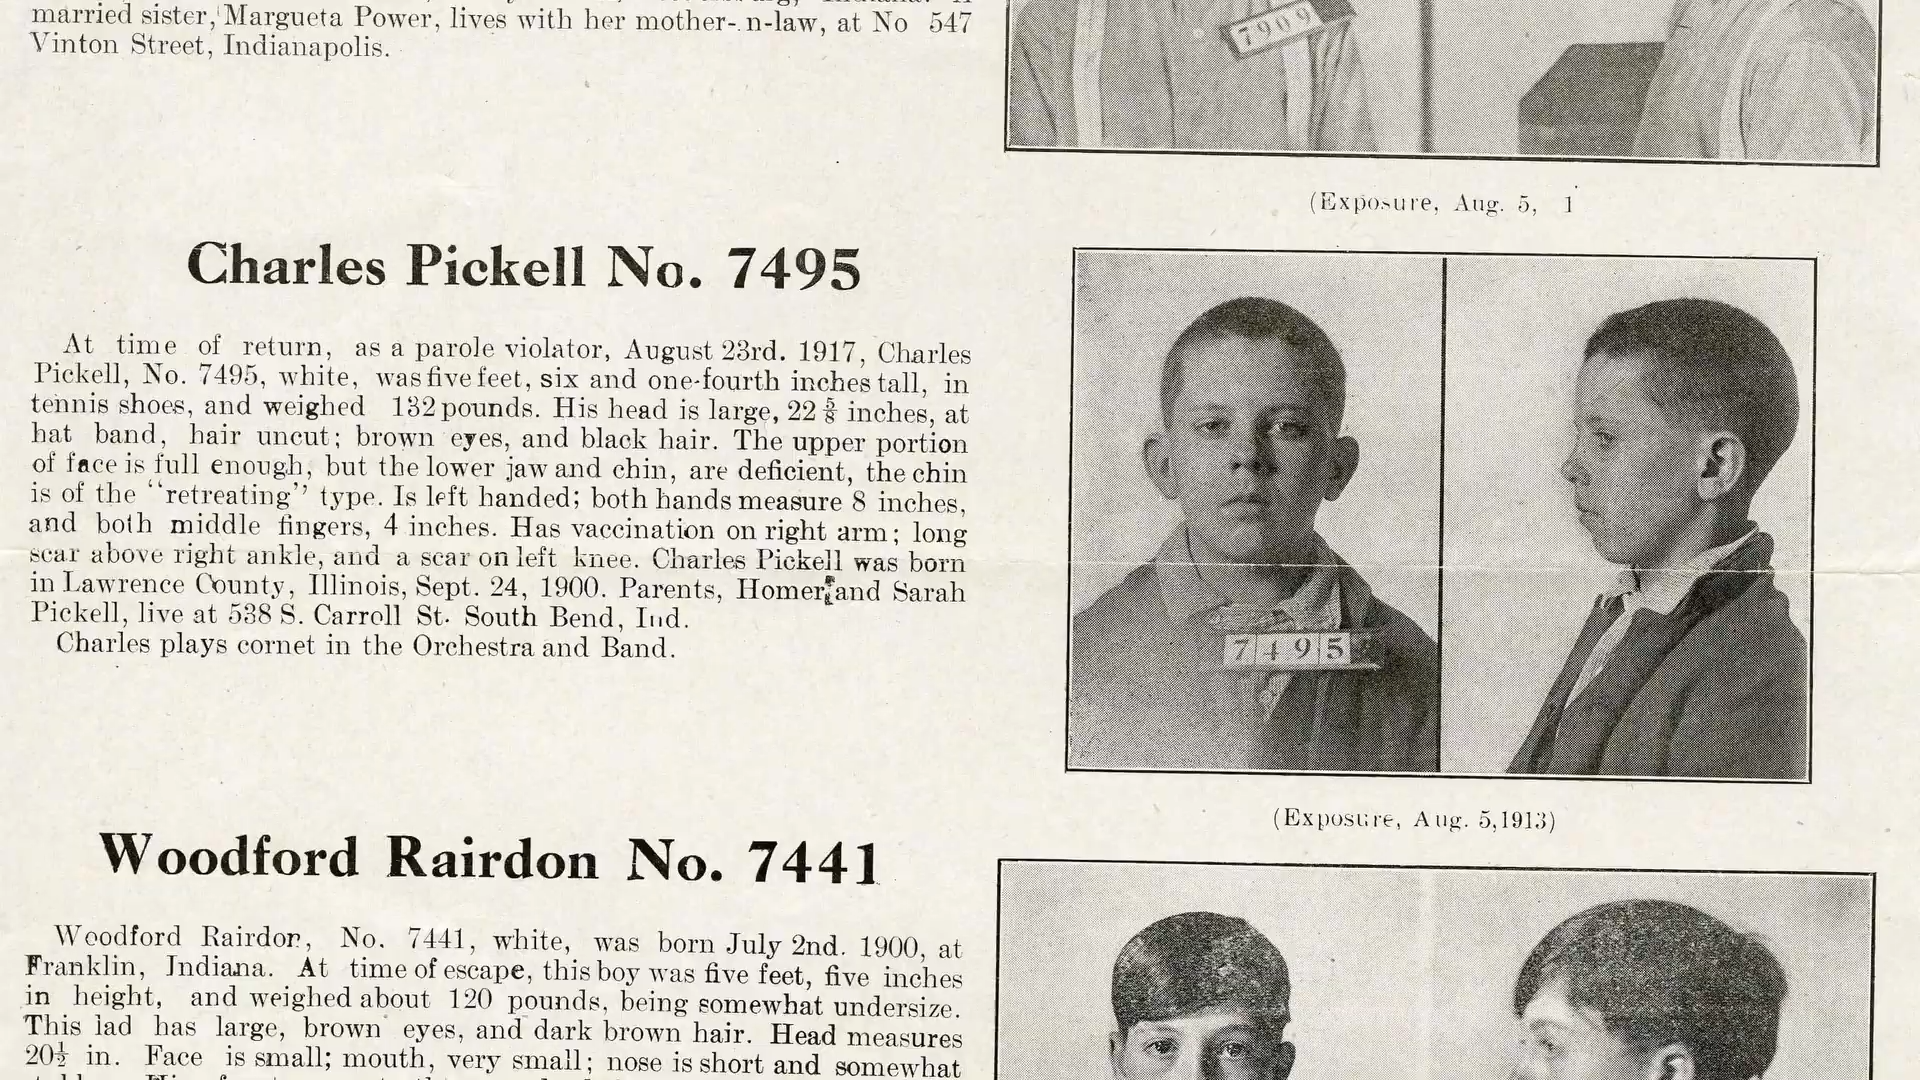 married sister, Margueta Power, lives with her mother-in-law, at No 547
Vinton Street, Indianapolis.
7909
(Exposure, Aug. 5, 1
Charles Pickell No. 7495
At time of return, as a parole violator, August 23rd. 1917, Charles
Pickell, No. 7495, white, was five feet, six and one-fourth inches tall, in
tennis shoes, and weighed 132 pounds. His head is large, 22 5/8 inches, at
hat band, hair uncut; brown eyes, and black hair. The upper portion
of face is full enough, but the lower jaw and chin, are deficient, the chin
is of the "retreating" type. Is left handed; both hands measure 8 inches,
and both middle fingers, 4 inches. Has vaccination on right arm; long
scar above right ankle, and a scar on left knee. Charles Pickell was born
in Lawrence County, Illinois, Sept. 24, 1900. Parents, Homer and Sarah
Pickell, live at 538 S. Carroll St. South Bend, Ind.
Charles plays cornet in the Orchestra and Band.
7495
(Exposure, Aug. 5, 1913)
Woodford Rairdon No. 7441
Woodford Rairdon, No. 7441, white, was born July 2nd. 1900, at
Franklin, Indiana. At time of escape, this boy was five feet, five inches
in height, and weighed about 120 pounds, being somewhat undersize.
This lad has large, brown eyes, and dark brown hair. Head measures
20½ in. Face is small; mouth, very small; nose is short and somewhat